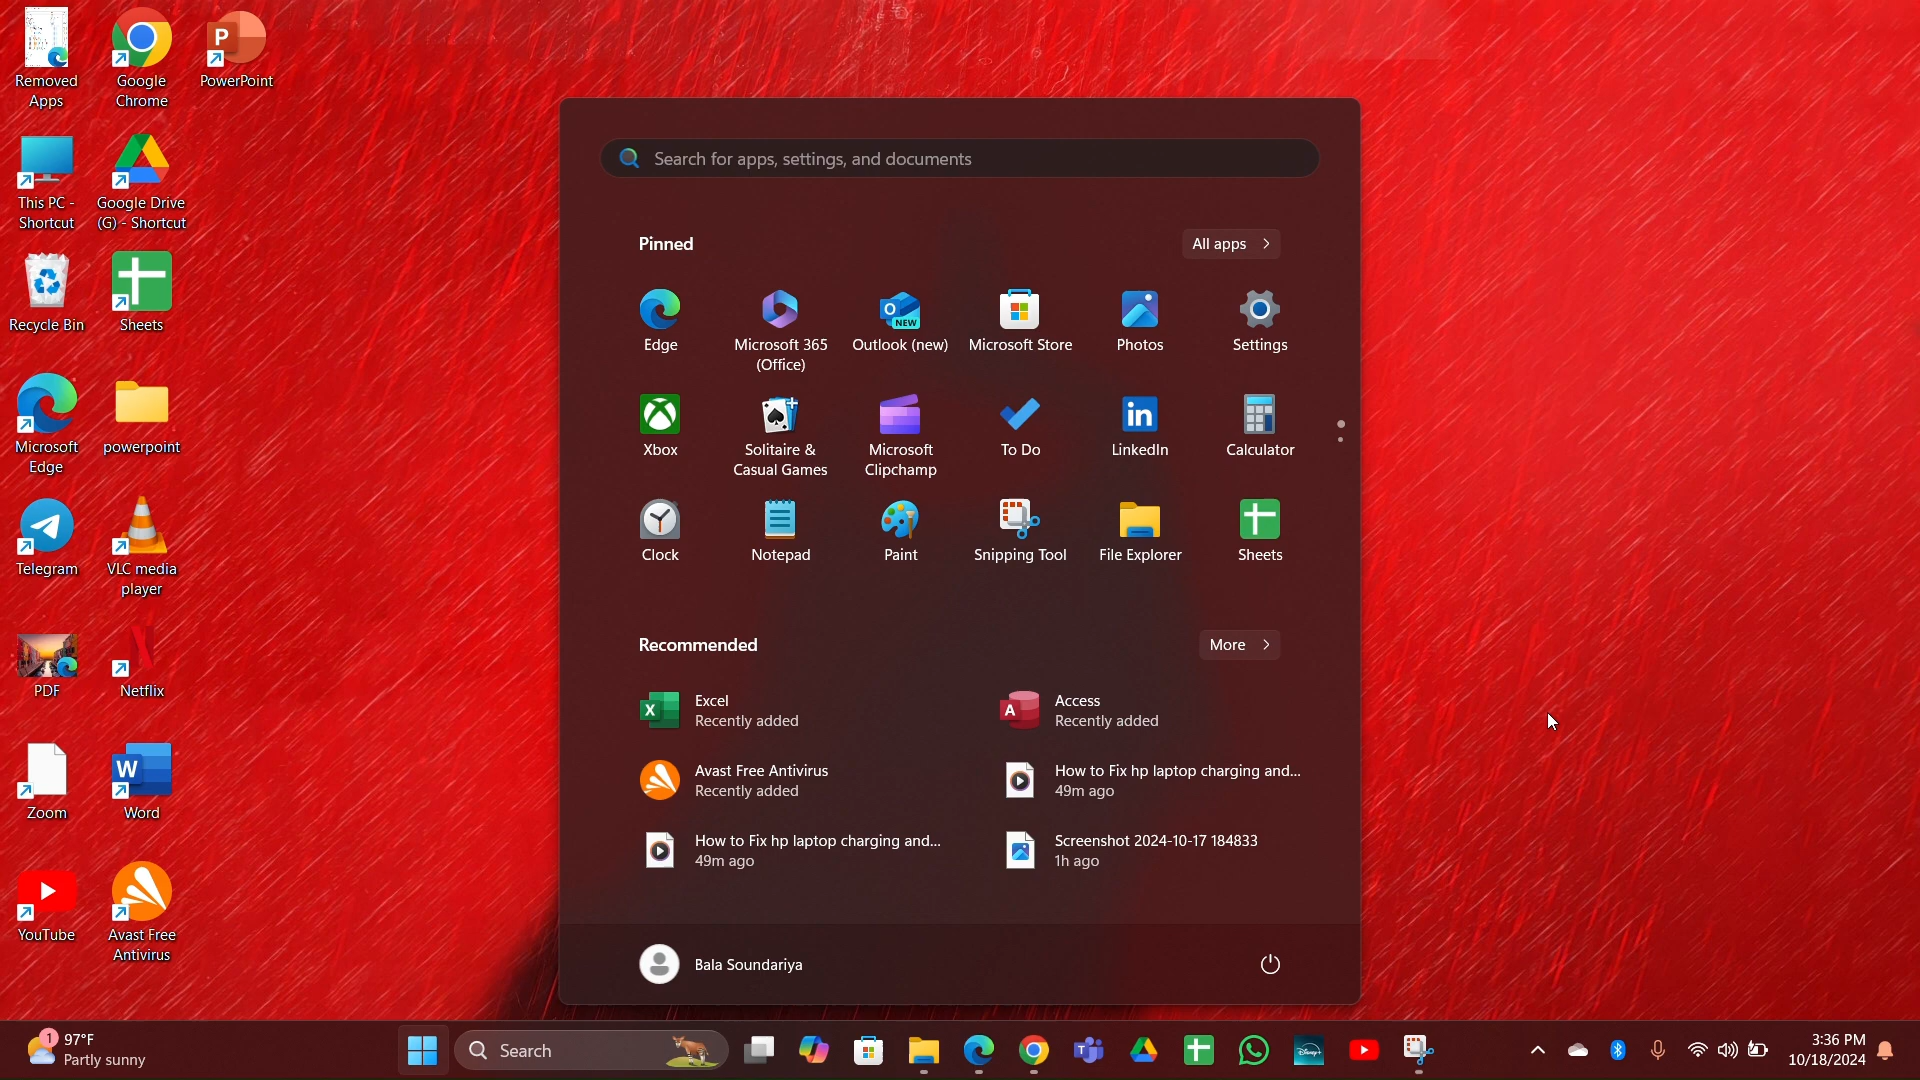 Removed
Apps
Google
Chrome
PowerPoint
This PC -
Shortcut
Google Drive
(G) - Shortcut
Recycle Bin
Sheets
Microsoft
Edge
powerpoint
Telegram
VLC media
player
PDF
Netflix
Zoom
Word
YouTube
Avast Free
Antivirus
Search for apps, settings, and documents
Pinned
All apps
Edge
Microsoft 365
(Office)
Outlook (new)
Microsoft Store
Photos
Settings
Xbox
Solitaire &
Casual Games
Microsoft
Clipchamp
To Do
LinkedIn
Calculator
Clock
Notepad
Paint
Snipping Tool
File Explorer
Sheets
Recommended
More
Excel
Recently added
Access
Recently added
Avast Free Antivirus
Recently added
How to Fix hp laptop charging and...
49m ago
How to Fix hp laptop charging and...
49m ago
Screenshot 2024-10-17 184833
1h ago
Bala Soundariya
1
97°F
Partly sunny
Search
3:36 PM
10/18/2024